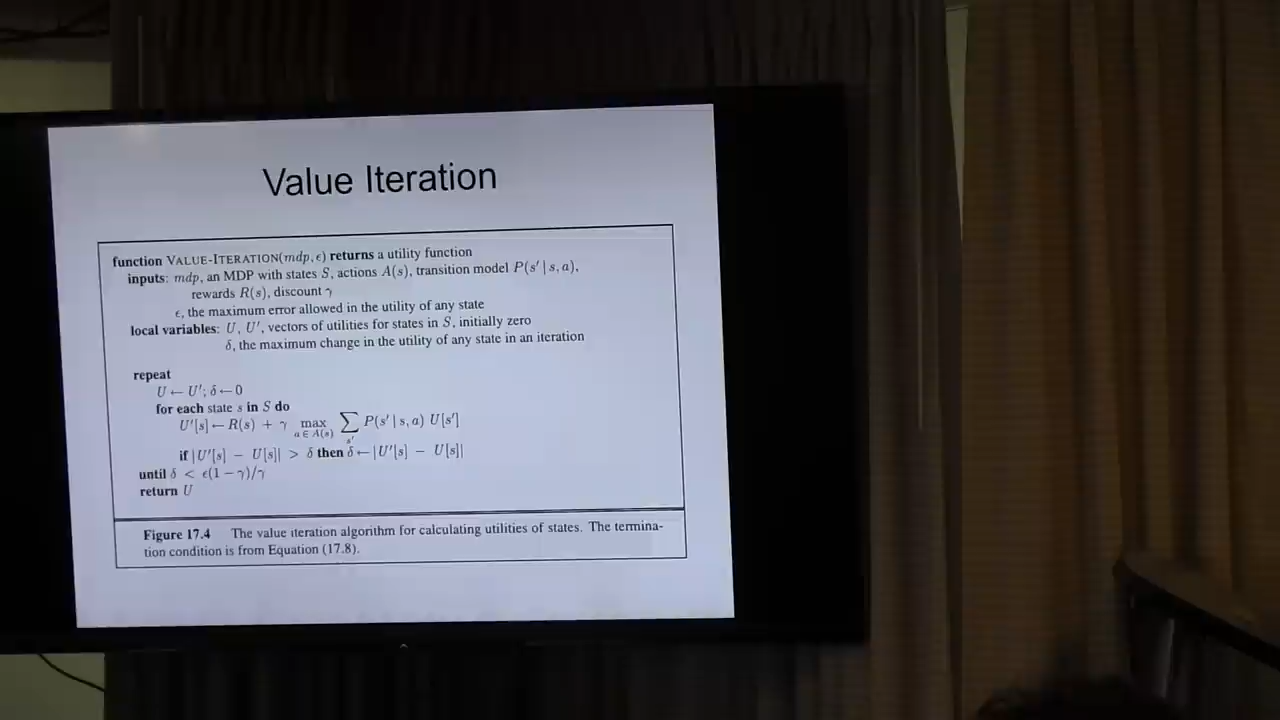 Value Iteration
function VALUE-ITERATION(mdp, ε) returns a utility function
inputs: mdp, an MDP with states S, actions A(s), transition model P(s′ | s, a),
rewards R(s), discount γ
ε, the maximum error allowed in the utility of any state
local variables: U, U′, vectors of utilities for states in S, initially zero
δ, the maximum change in the utility of any state in an iteration
repeat
U ← U′; δ ← 0
for each state s in S do
U′[s] ← R(s) + γ max a ∈ A(s) ∑ s′ P(s′ | s, a) U[s′]
if |U′[s] − U[s]| > δ then δ ← |U′[s] − U[s]|
until δ < ε(1 − γ)/γ
return U
Figure 17.4 The value iteration algorithm for calculating utilities of states. The termina-
tion condition is from Equation (17.8).